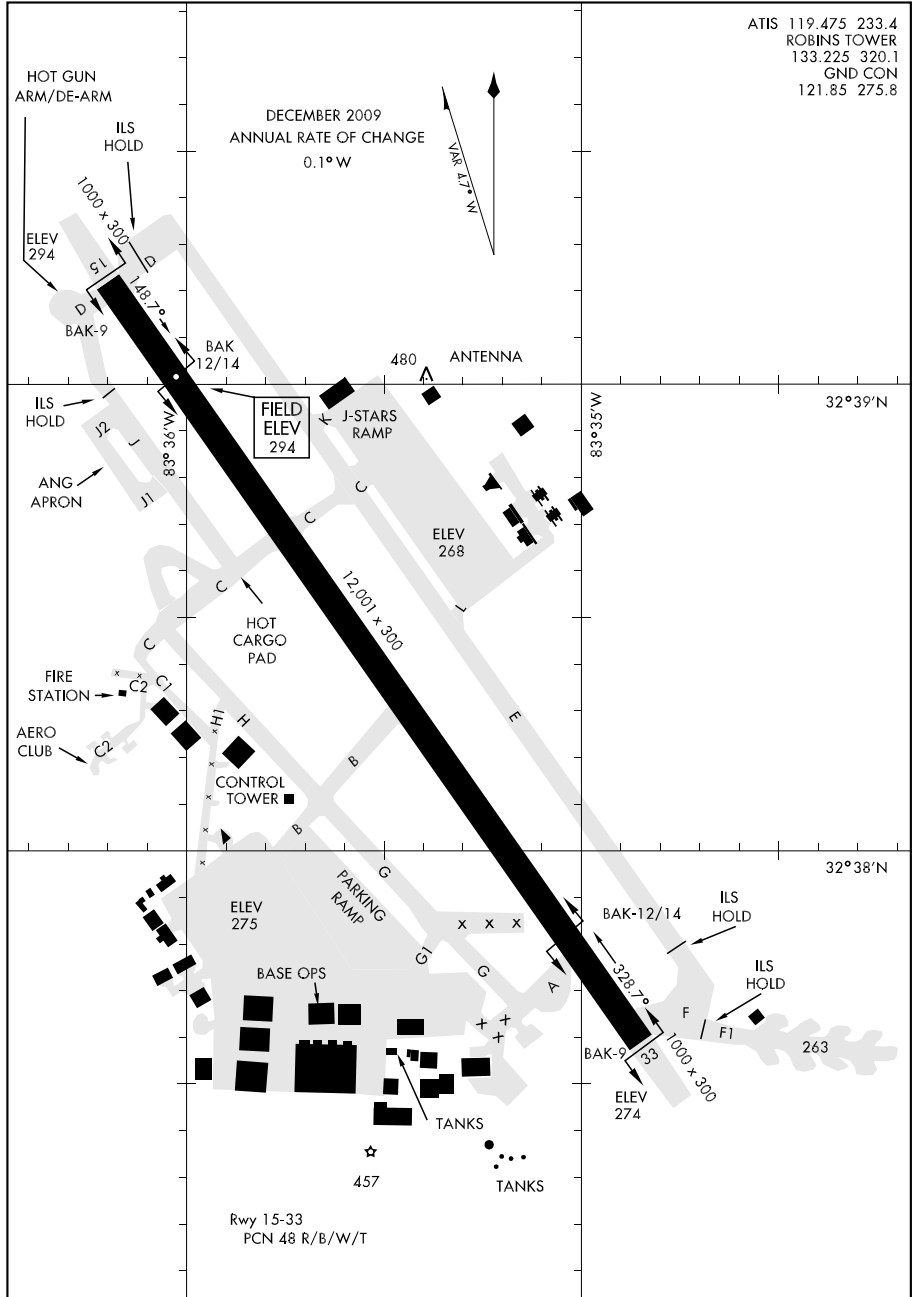 ATIS 119.475 233.4
ROBINS TOWER
133.225 320.1
GND CON
121.85 275.8
HOT GUN
ARM/DE-ARM
ILS
HOLD
DECEMBER 2009
ANNUAL RATE OF CHANGE
0.1° W
VAR 4.7° W
1000 x 300
ELEV
294
D
15
D
148.7°
BAK-9
BAK
12/14
480
ANTENNA
ILS
HOLD
83° 36'W
FIELD
ELEV
294
K
J-STARS
RAMP
83° 35'W
32° 39'N
J2
J
ANG
APRON
J1
C
C
ELEV
268
C
HOT
CARGO
PAD
12,001 x 300
L
C
FIRE
STATION
C2
C1
H1
H
E
AERO
CLUB
C2
B
CONTROL
TOWER
B
32° 38'N
G
PARKING
RAMP
ELEV
275
X X X
BAK-12/14
ILS
HOLD
G1
G
A
328.7°
ILS
HOLD
BASE OPS
X X
X
F
F1
263
BAK-9
33
1000 x 300
ELEV
274
TANKS
457
TANKS
Rwy 15-33
PCN 48 R/B/W/T